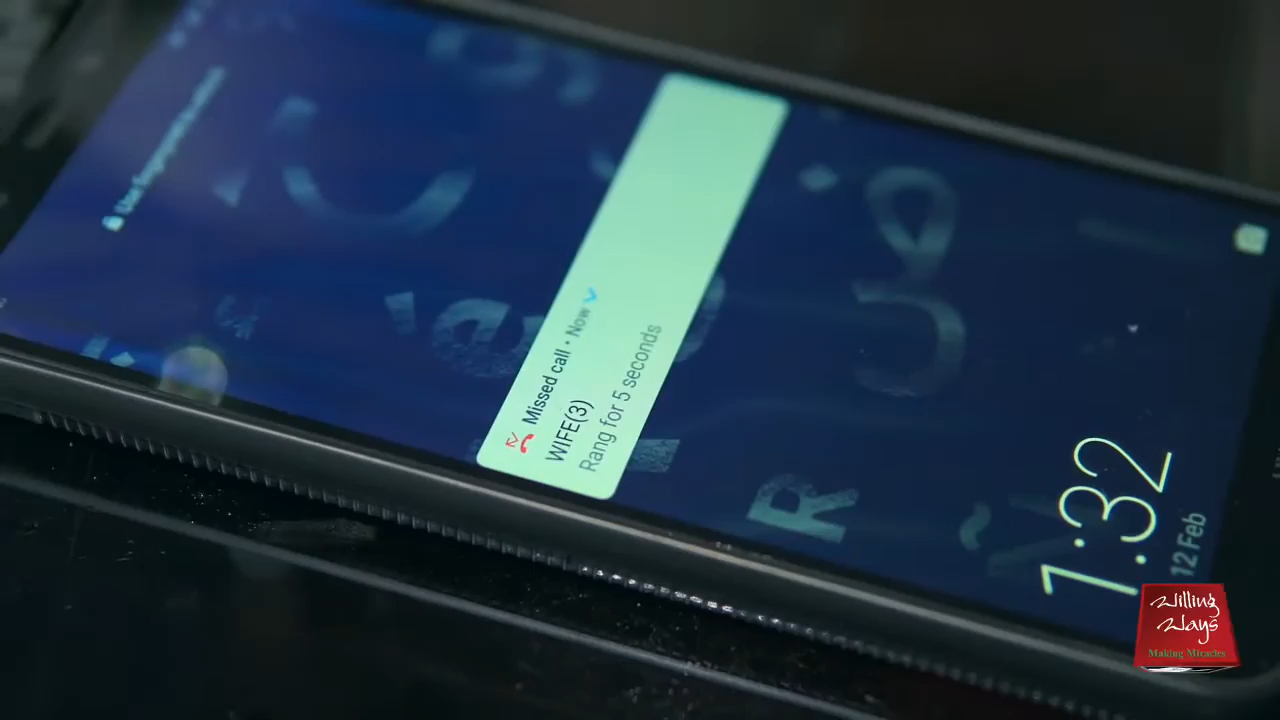 1:32
12 Feb
Missed call • Now
WIFE(3)
Rang for 5 seconds
R
e
ض
Willing
Ways
Making Miracles